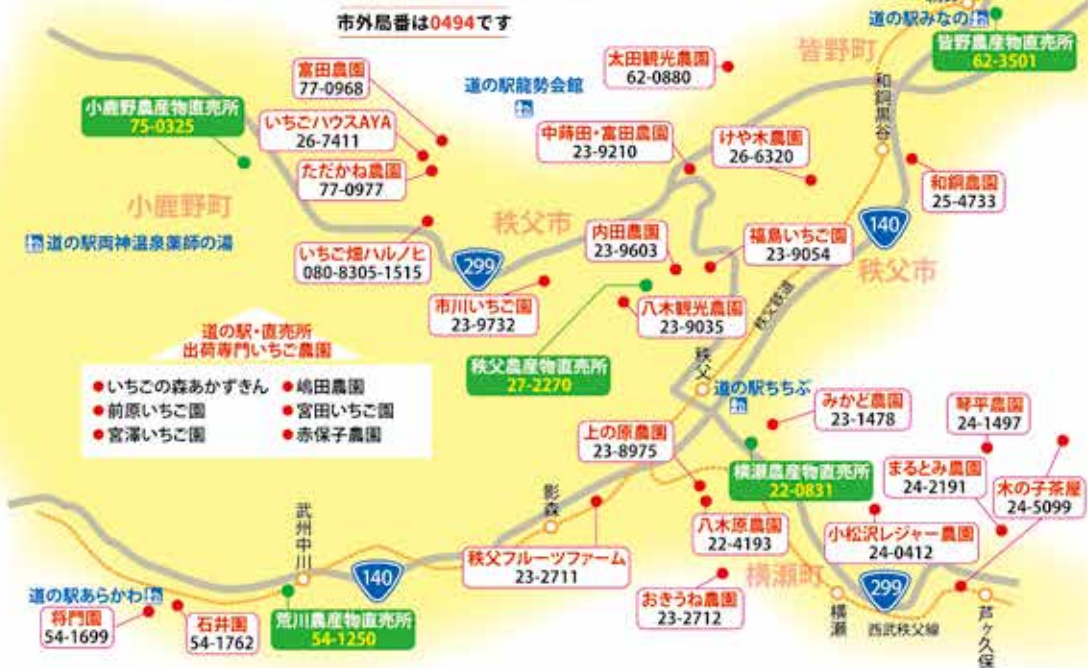 市外局番は0494です
道の駅みなの
皆野農産物直売所
62-3501
皆野町
太田観光農園
62-0880
富田農園
77-0968
道の駅龍勢会館
和銅黒谷
小鹿野農産物直売所
75-0325
いちごハウスAYA
26-7411
中蒔田・富田農園
23-9210
けや木農園
26-6320
ただかね農園
77-0977
和銅農園
25-4733
小鹿野町
秩父市
道の駅両神温泉薬師の湯
いちご畑ハルノヒ
080-8305-1515
299
内田農園
23-9603
福島いちご園
23-9054
140
秩父市
市川いちご園
23-9732
八木観光農園
23-9035
秩父鉄道
秩父農産物直売所
27-2270
秩父
道の駅・直売所
出荷専門いちご農園
いちごの森あかずきん
嶋田農園
前原いちご園
宮田いちご園
宮澤いちご園
赤保子農園
道の駅ちちぶ
みかど農園
23-1478
琴平農園
24-1497
上の原農園
23-8975
横瀬農産物直売所
22-0831
まるとみ農園
24-2191
木の子茶屋
24-5099
影森
武州中川
八木原農園
22-4193
小松沢レジャー農園
24-0412
秩父フルーツファーム
23-2711
140
横瀬町
299
おきうね農園
23-2712
道の駅あらかわ
将門園
54-1699
石井園
54-1762
荒川農産物直売所
54-1250
横瀬
西武秩父線
芦ヶ久保